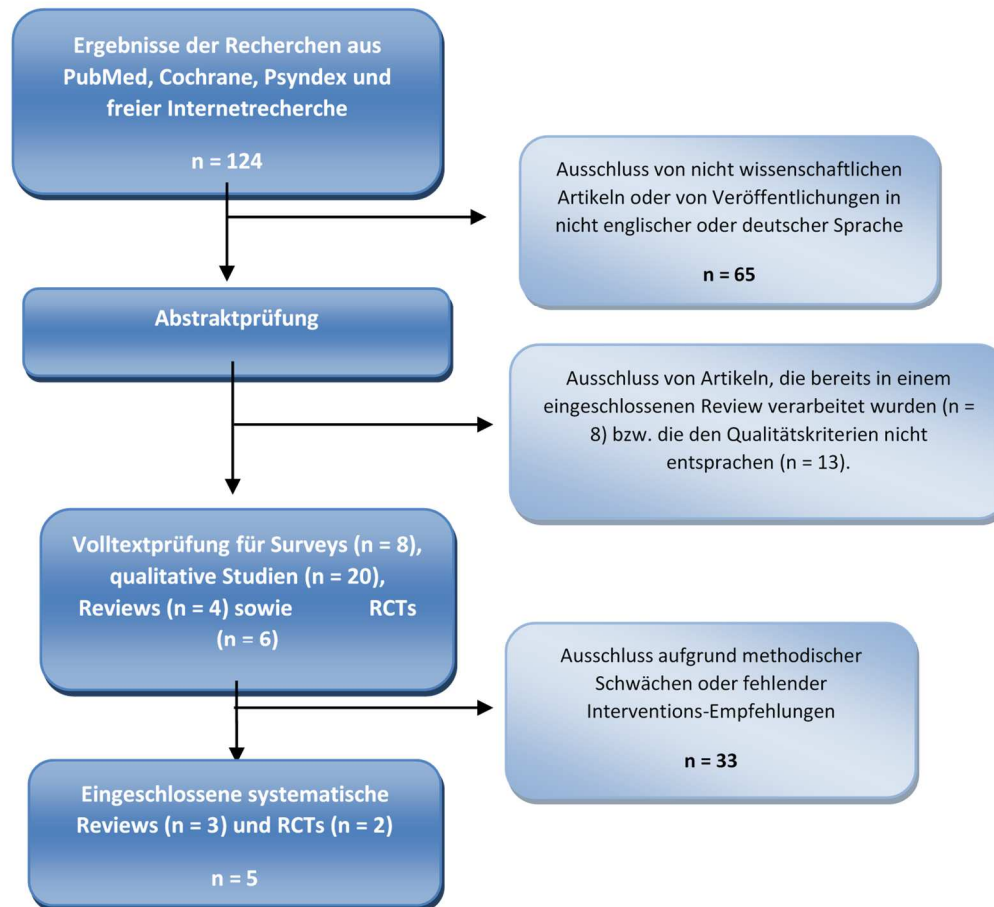 Ergebnisse der Recherchen aus
PubMed, Cochrane, Psyndex und
freier Internetrecherche
n = 124
Ausschluss von nicht wissenschaftlichen
Artikeln oder von Veröffentlichungen in
nicht englischer oder deutscher Sprache
n = 65
Abstraktprüfung
Ausschluss von Artikeln, die bereits in einem
eingeschlossenen Review verarbeitet wurden (n =
8) bzw. die den Qualitätskriterien nicht
entsprachen (n = 13).
Volltextprüfung für Surveys (n = 8),
qualitative Studien (n = 20),
Reviews (n = 4) sowie RCTs
(n = 6)
Ausschluss aufgrund methodischer
Schwächen oder fehlender
Interventions-Empfehlungen
n = 33
Eingeschlossene systematische
Reviews (n = 3) und RCTs (n = 2)
n = 5